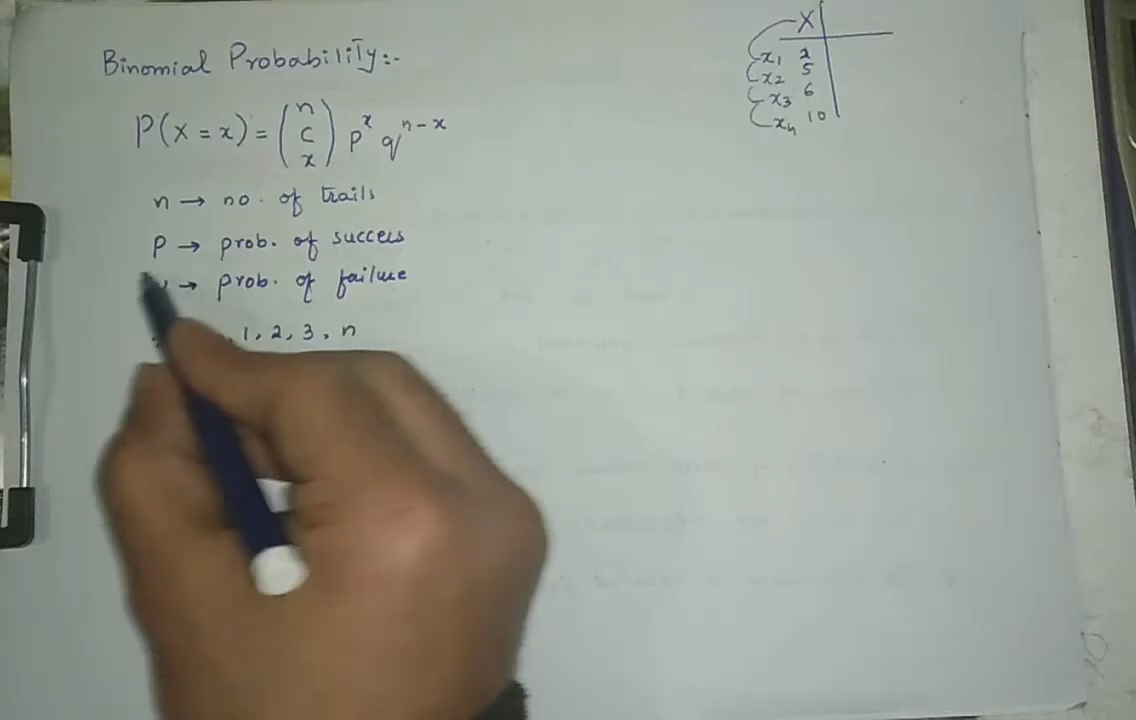 Binomial Probability:-
P(X = x) = (n c x) p^x q^{n-x}
n → no. of trails
p → prob. of success
→ prob. of failure
1, 2, 3, n
X
x1 2
x2 5
x3 6
x4 10